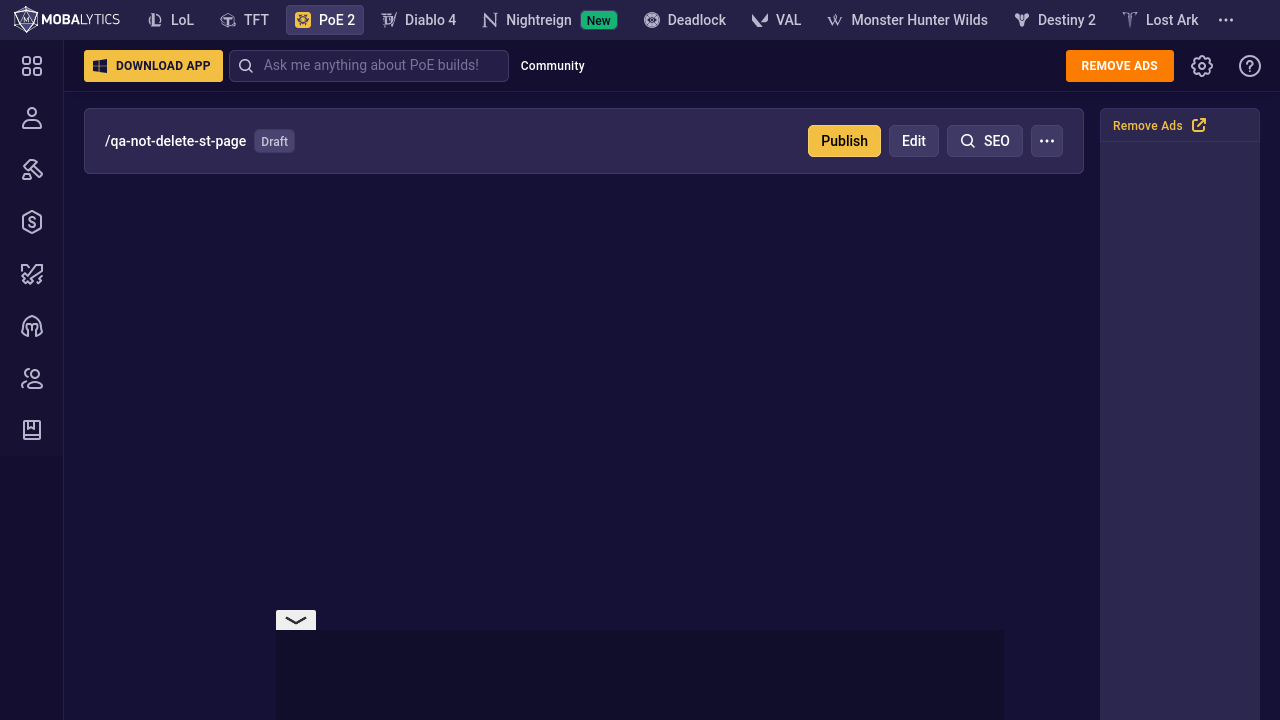 MOBALYTICS LoL TFT PoE 2 Diablo 4 Nightreign New Deadlock VAL Monster Hunter Wilds Destiny 2 Lost Ark
DOWNLOAD APP Ask me anything about PoE builds! Community REMOVE ADS
/qa-not-delete-st-page Draft Publish Edit SEO
Remove Ads